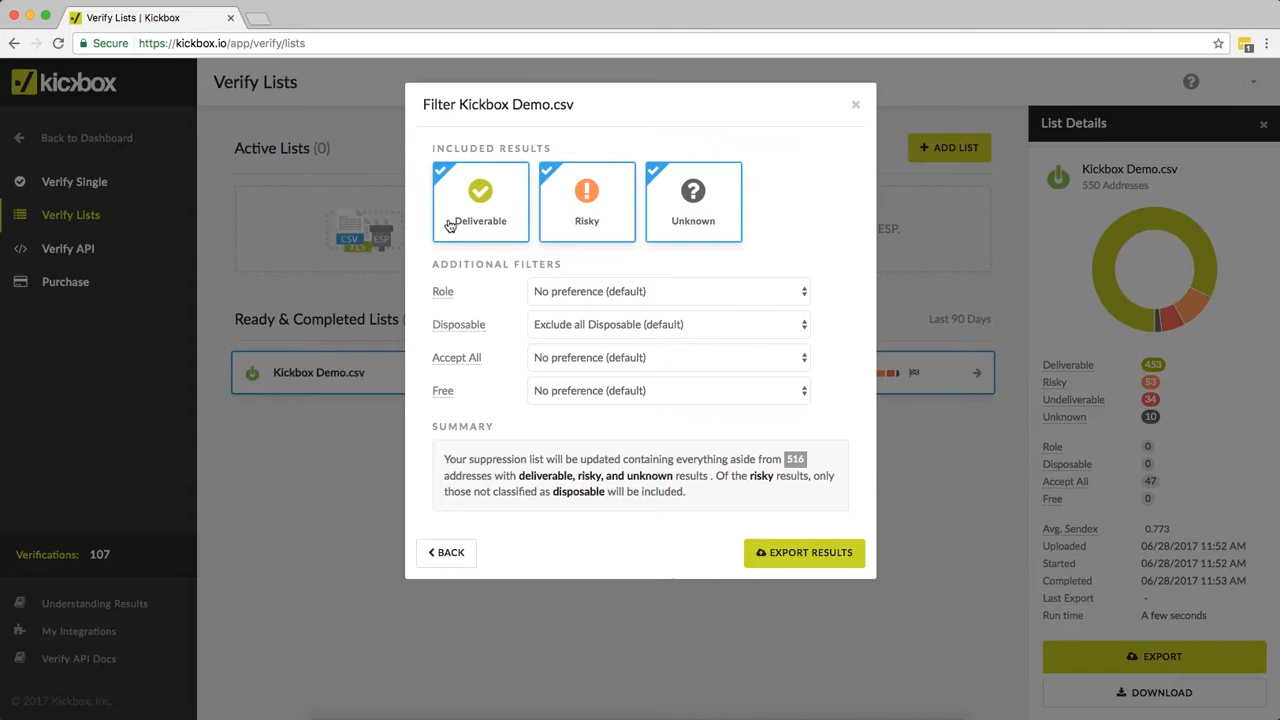 Verify Lists | Kickbox
Secure https://kickbox.io/app/verify/lists
1
kickbox
Back to Dashboard
Verify Single
Verify Lists
Verify API
Purchase
Verifications: 107
Understanding Results
My Integrations
Verify API Docs
© 2017 Kickbox, Inc.
Verify Lists
Active Lists (0)
+ ADD LIST
CSV ESP
XLS
ESP.
Ready & Completed Lists
Last 90 Days
Kickbox Demo.csv
Filter Kickbox Demo.csv
INCLUDED RESULTS
Deliverable
Risky
Unknown
ADDITIONAL FILTERS
Role No preference (default)
Disposable Exclude all Disposable (default)
Accept All No preference (default)
Free No preference (default)
SUMMARY
Your suppression list will be updated containing everything aside from 516
addresses with deliverable, risky, and unknown results . Of the risky results, only
those not classified as disposable will be included.
BACK
EXPORT RESULTS
List Details
Kickbox Demo.csv
550 Addresses
Deliverable 453
Risky 53
Undeliverable 34
Unknown 10
Role 0
Disposable 0
Accept All 47
Free 0
Avg. Sendex 0.773
Uploaded 06/28/2017 11:52 AM
Started 06/28/2017 11:52 AM
Completed 06/28/2017 11:53 AM
Last Export -
Run time A few seconds
EXPORT
DOWNLOAD